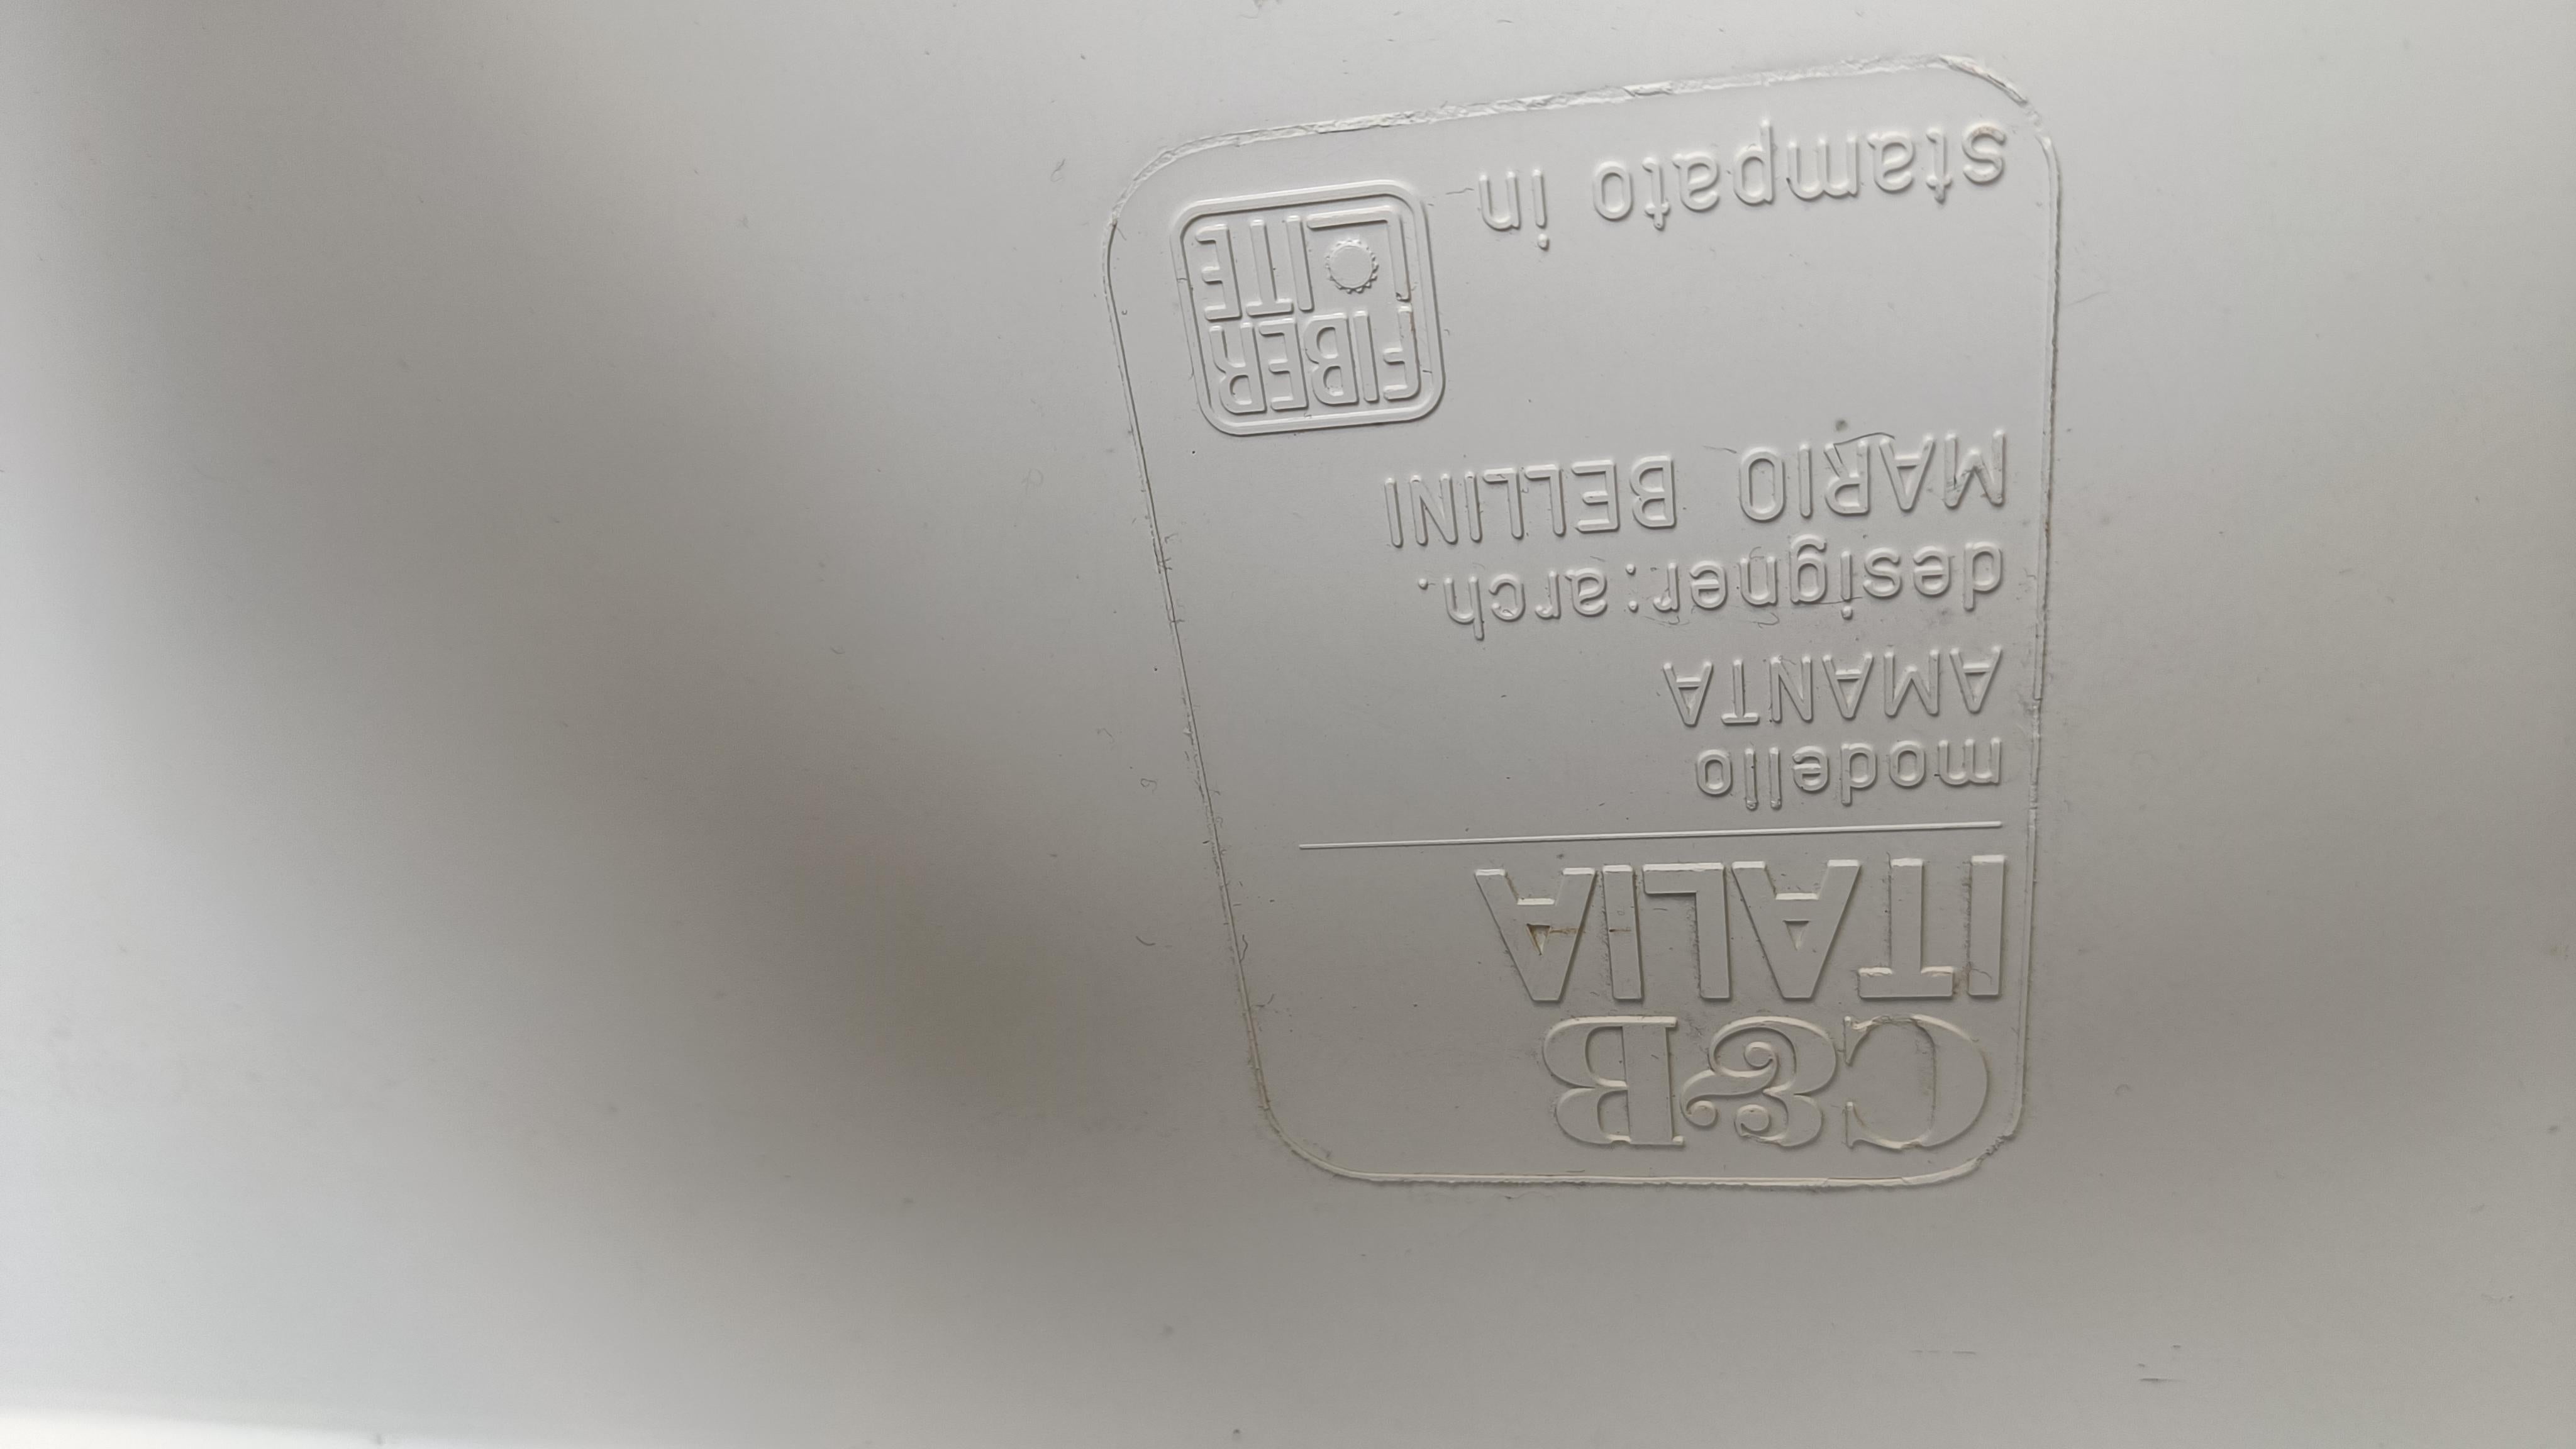 C&B
ITALIA
modello
AMANTA
designer:arch.
MARIO BELLINI
stampato in
FIBER
LITE